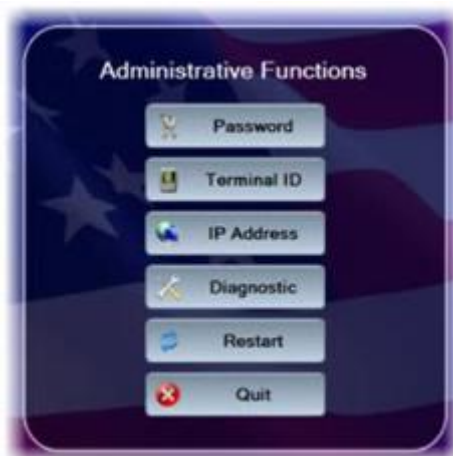 Administrative Functions
Password
Terminal ID
IP Address
Diagnostic
Restart
Quit